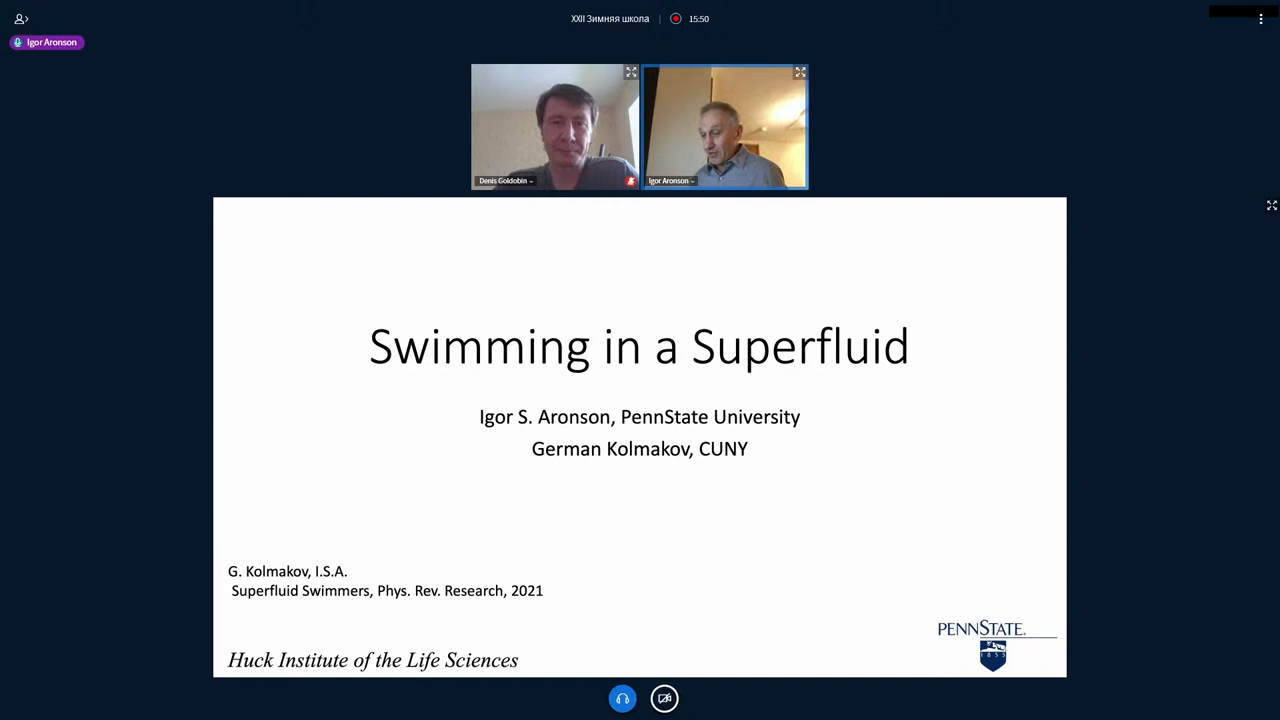 XXII Зимняя школа
15:50
Igor Aronson
Denis Goldobin
Igor Aronson
Swimming in a Superfluid
Igor S. Aronson, PennState University
German Kolmakov, CUNY
G. Kolmakov, I.S.A.
Superfluid Swimmers, Phys. Rev. Research, 2021
Huck Institute of the Life Sciences
PENNSTATE.
1855